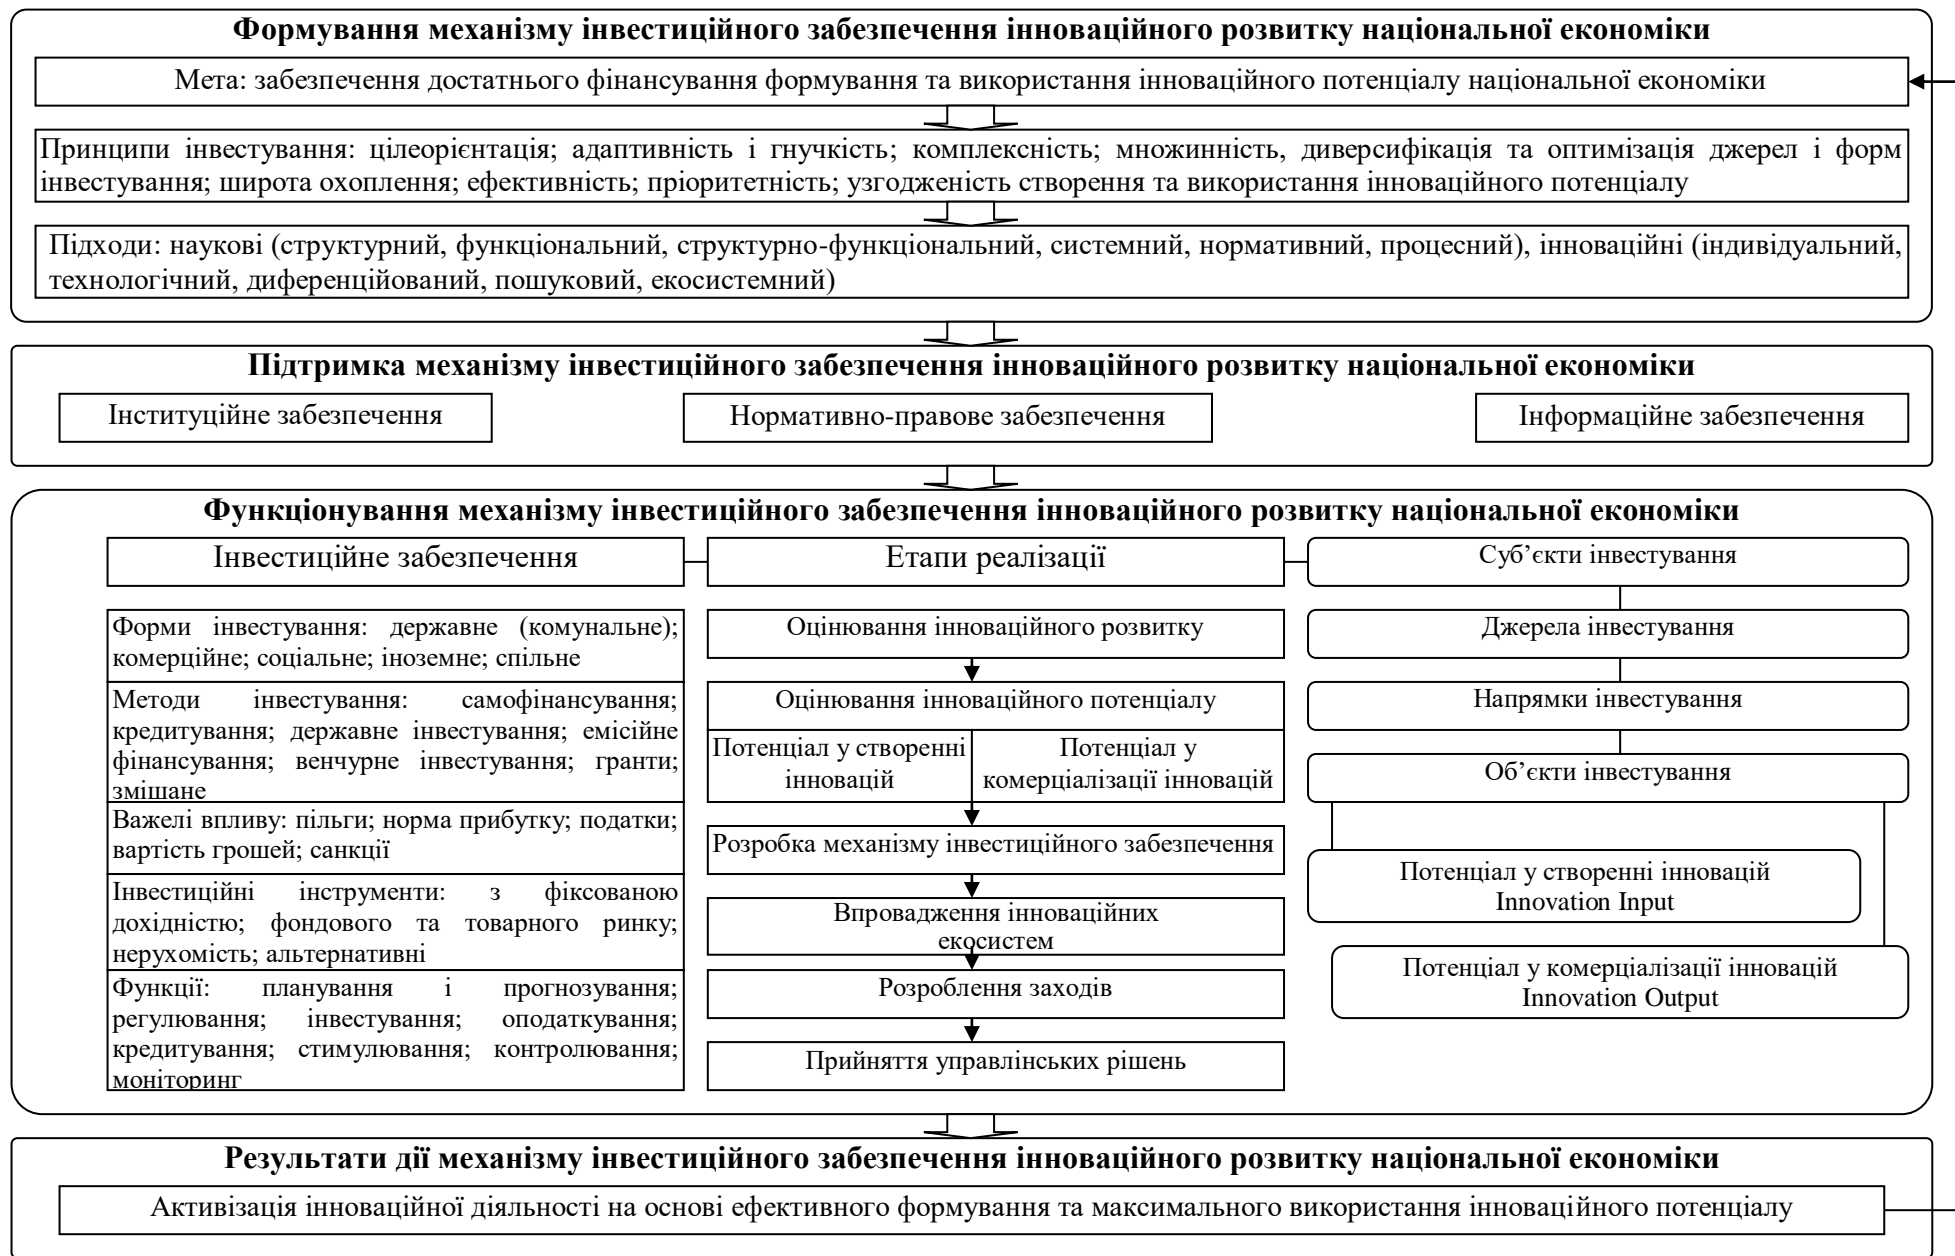 Формування механізму інвестиційного забезпечення інноваційного розвитку національної економіки
Мета: забезпечення достатнього фінансування формування та використання інноваційного потенціалу національної економіки
Принципи інвестування: цілеорієнтація; адаптивність і гнучкість; комплексність; множинність, диверсифікація та оптимізація джерел і форм
інвестування; широта охоплення; ефективність; пріоритетність; узгодженість створення та використання інноваційного потенціалу
Підходи: наукові (структурний, функціональний, структурно-функціональний, системний, нормативний, процесний), інноваційні (індивідуальний,
технологічний, диференційований, пошуковий, екосистемний)
Підтримка механізму інвестиційного забезпечення інноваційного розвитку національної економіки
Інституційне забезпечення
Нормативно-правове забезпечення
Інформаційне забезпечення
Функціонування механізму інвестиційного забезпечення інноваційного розвитку національної економіки
Інвестиційне забезпечення
Форми інвестування: державне (комунальне);
комерційне; соціальне; іноземне; спільне
Методи інвестування: самофінансування;
кредитування; державне інвестування; емісійне
фінансування; венчурне інвестування; гранти;
змішане
Важелі впливу: пільги; норма прибутку; податки;
вартість грошей; санкції
Інвестиційні інструменти: з фіксованою
дохідністю; фондового та товарного ринку;
нерухомість; альтернативні
Функції: планування і прогнозування;
регулювання; інвестування; оподаткування;
кредитування; стимулювання; контролювання;
моніторинг
Етапи реалізації
Оцінювання інноваційного розвитку
Оцінювання інноваційного потенціалу
Потенціал у створенні
інновацій
Потенціал у
комерціалізації інновацій
Розробка механізму інвестиційного забезпечення
Впровадження інноваційних
екосистем
Розроблення заходів
Прийняття управлінських рішень
Суб’єкти інвестування
Джерела інвестування
Напрямки інвестування
Об’єкти інвестування
Потенціал у створенні інновацій
Innovation Input
Потенціал у комерціалізації інновацій
Innovation Output
Результати дії механізму інвестиційного забезпечення інноваційного розвитку національної економіки
Активізація інноваційної діяльності на основі ефективного формування та максимального використання інноваційного потенціалу